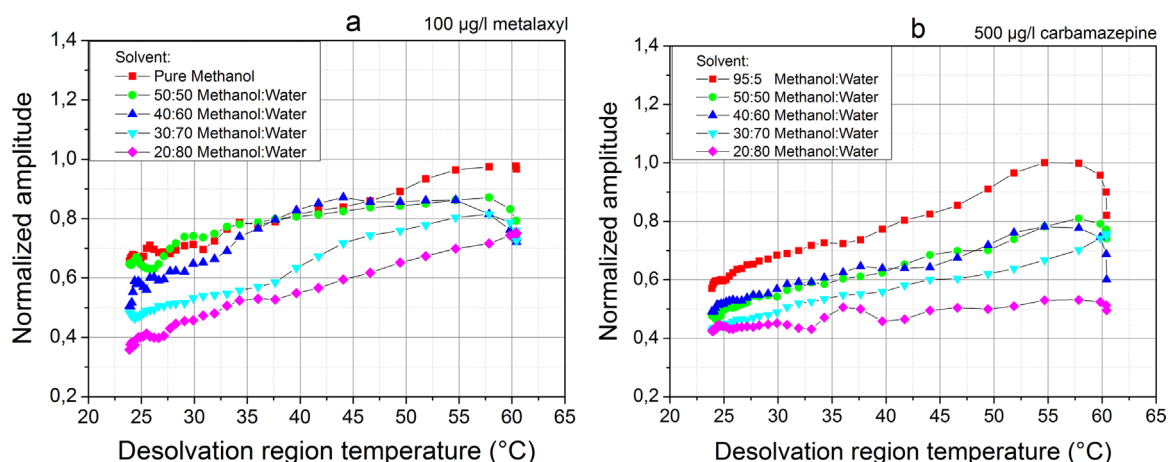 a
100 µg/l metalaxyl
1,4
1,2
1,0
0,8
0,6
0,4
0,2
Normalized amplitude
Solvent:
Pure Methanol
50:50 Methanol:Water
40:60 Methanol:Water
30:70 Methanol:Water
20:80 Methanol:Water
20 25 30 35 40 45 50 55 60 65
Desolvation region temperature (°C)
b
500 µg/l carbamazepine
1,4
1,2
1,0
0,8
0,6
0,4
0,2
Normalized amplitude
Solvent:
95:5 Methanol:Water
50:50 Methanol:Water
40:60 Methanol:Water
30:70 Methanol:Water
20:80 Methanol:Water
20 25 30 35 40 45 50 55 60 65
Desolvation region temperature (°C)